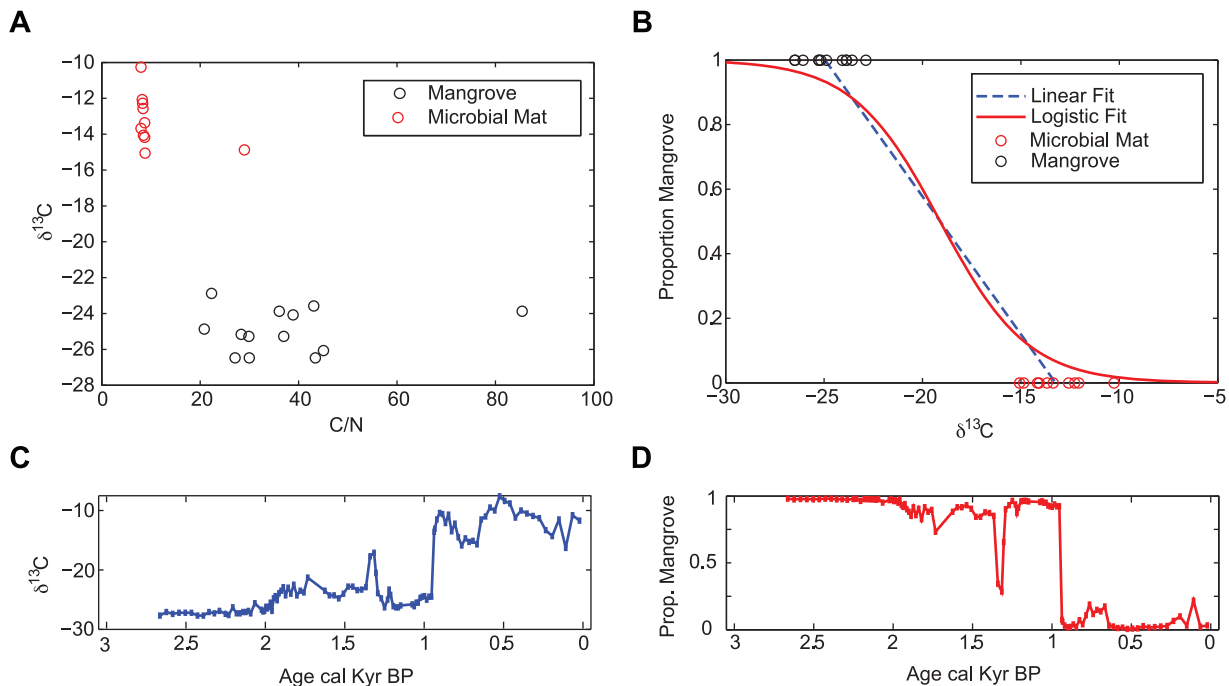 A
−10
−12
−14
−16
−18
−20
−22
−24
−26
−28
δ13C
0
20
40
60
80
100
C/N
Mangrove
Microbial Mat
B
1
0.8
0.6
0.4
0.2
0
Proportion Mangrove
−30
−25
−20
−15
−10
−5
δ13C
Linear Fit
Logistic Fit
Microbial Mat
Mangrove
C
−10
−20
−30
δ13C
3
2.5
2
1.5
1
0.5
0
Age cal Kyr BP
D
1
0.5
0
Prop. Mangrove
3
2.5
2
1.5
1
0.5
0
Age cal Kyr BP